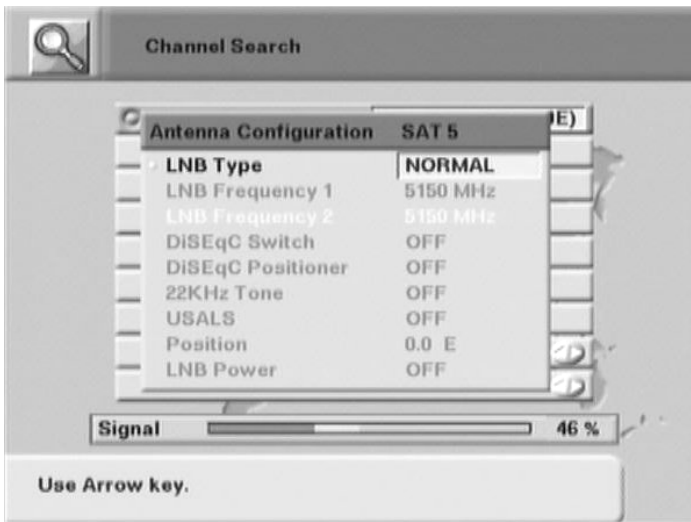 Channel Search
IE)
Antenna Configuration SAT 5
LNB Type NORMAL
LNB Frequency 1 5150 MHz
LNB Frequency 2 5150 MHz
DiSEqC Switch OFF
DiSEqC Positioner OFF
22KHz Tone OFF
USALS OFF
Position 0.0 E
LNB Power OFF
Signal 46 %
Use Arrow key.